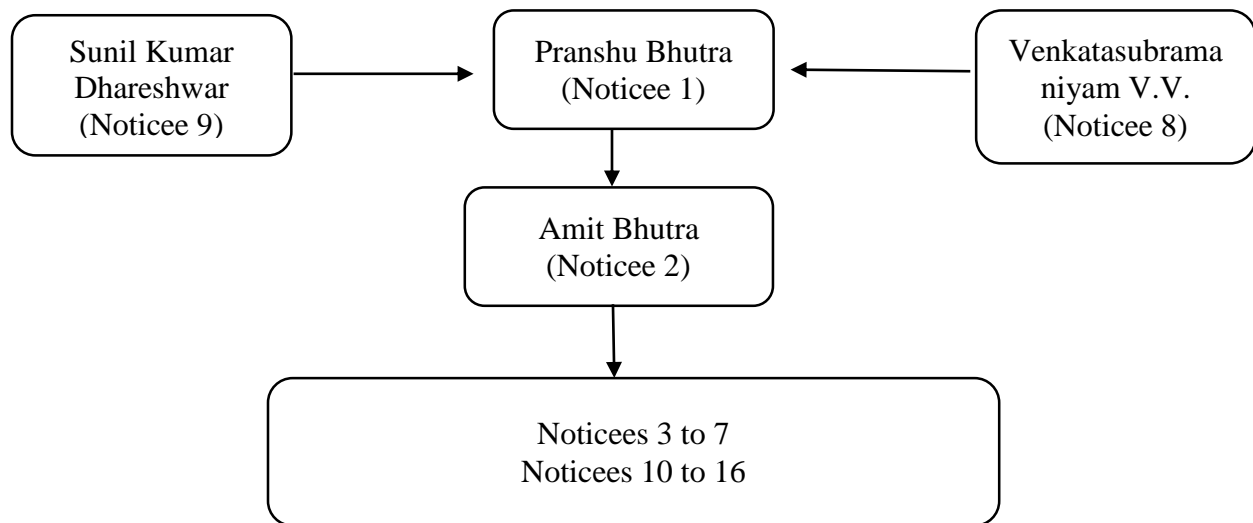 Sunil Kumar
Dhareshwar
(Noticee 9)
Pranshu Bhutra
(Noticee 1)
Venkatasubrama
niyam V.V.
(Noticee 8)
Amit Bhutra
(Noticee 2)
Noticees 3 to 7
Noticees 10 to 16